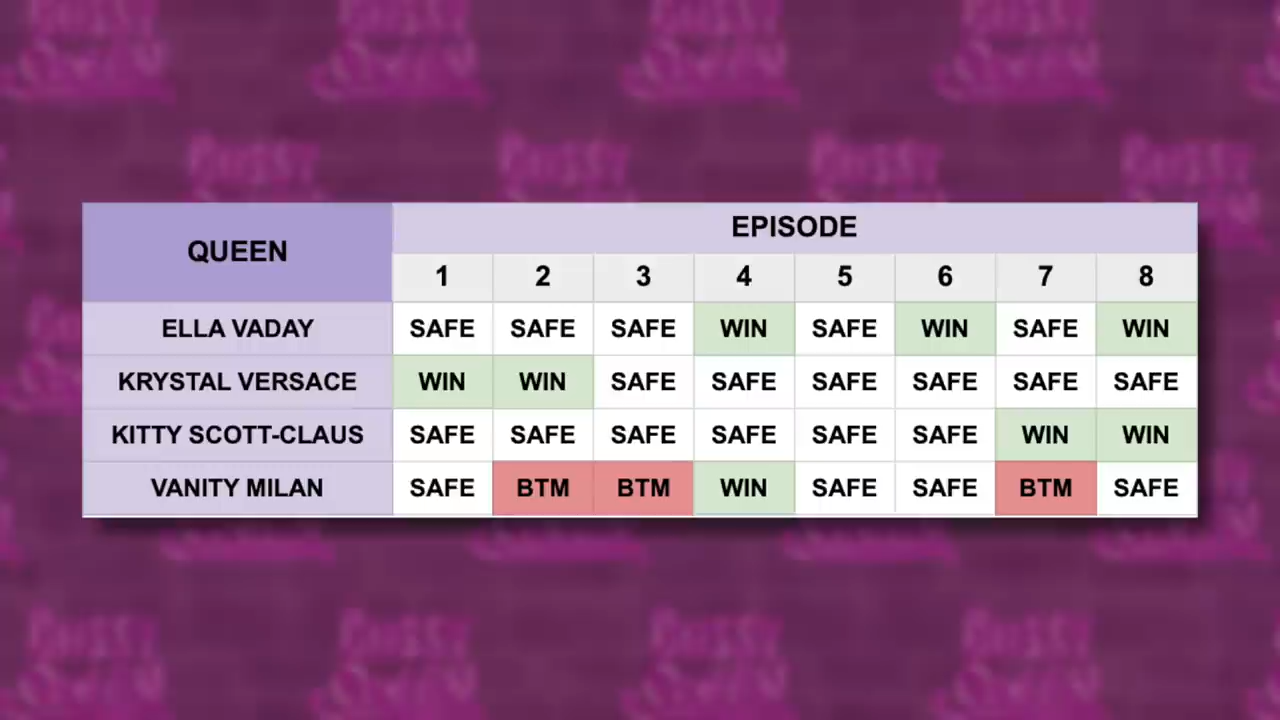 QUEEN EPISODE
1 2 3 4 5 6 7 8
ELLA VADAY SAFE SAFE SAFE WIN SAFE WIN SAFE WIN
KRYSTAL VERSACE WIN WIN SAFE SAFE SAFE SAFE SAFE SAFE
KITTY SCOTT-CLAUS SAFE SAFE SAFE SAFE SAFE SAFE WIN WIN
VANITY MILAN SAFE BTM BTM WIN SAFE SAFE BTM SAFE